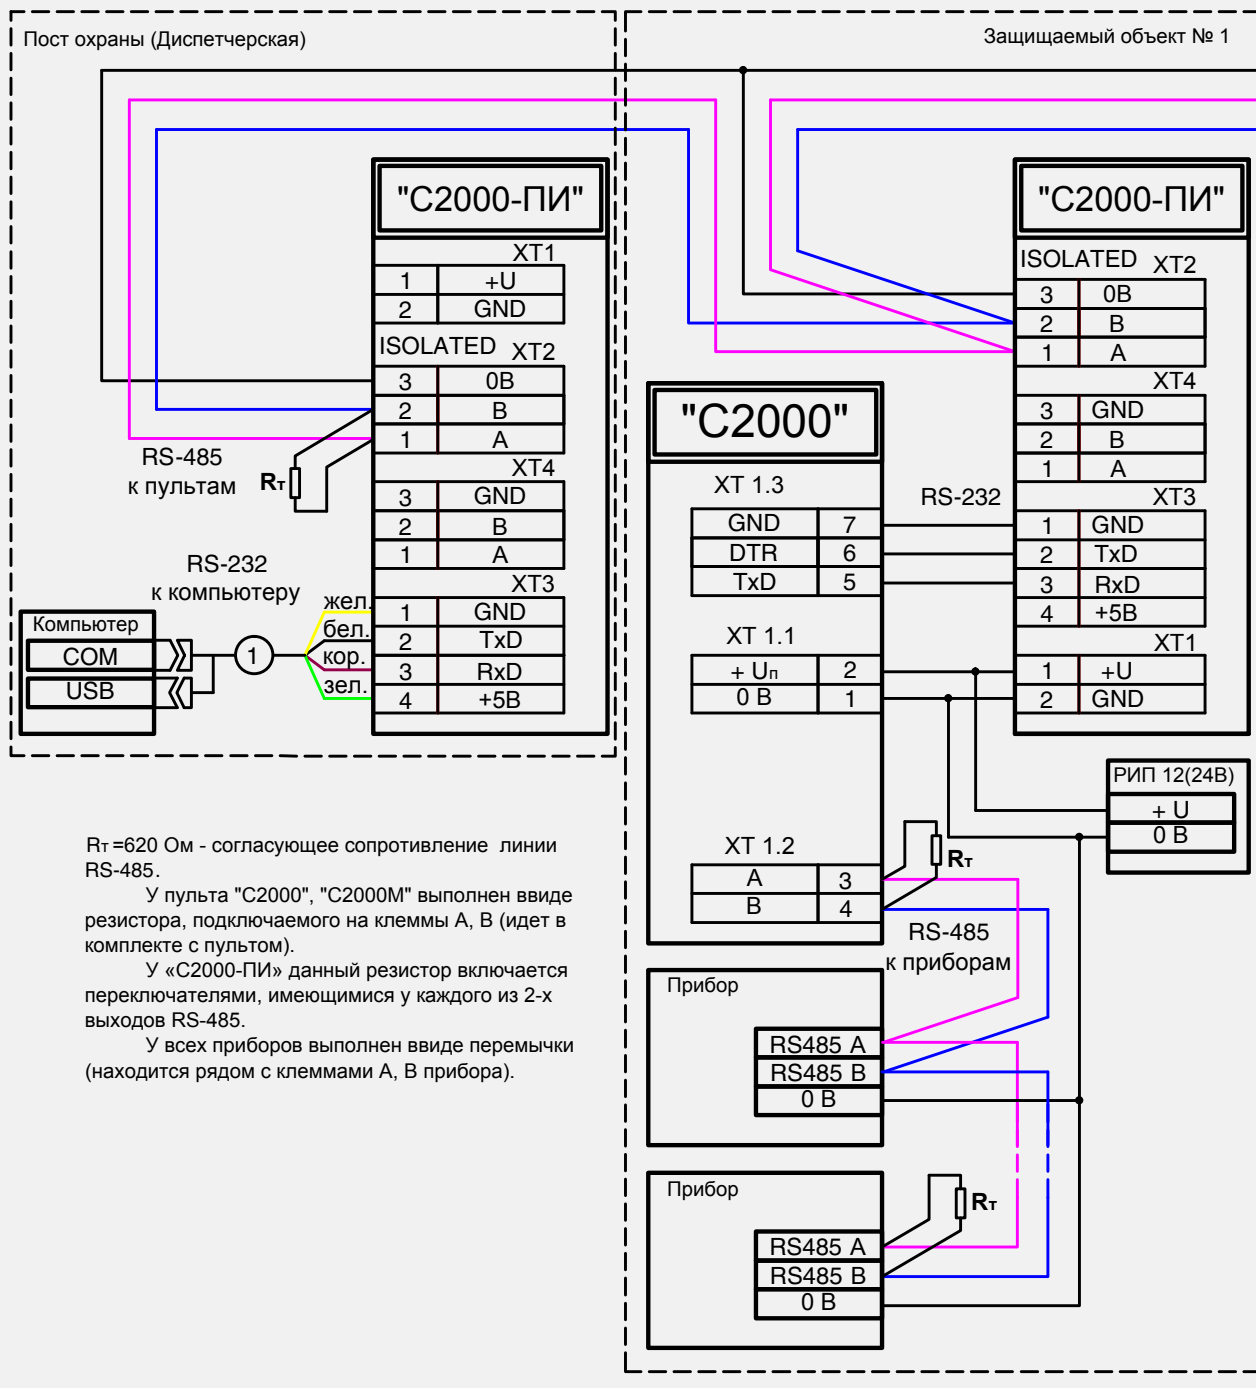 Пост охраны (Диспетчерская)
Защищаемый объект № 1
"С2000-ПИ"
XT1
1 +U
2 GND
ISOLATED XT2
3 0В
2 B
1 A
XT4
3 GND
2 B
1 A
XT3
1 GND
2 TxD
3 RxD
4 +5В
RS-485
к пультам
Rт
RS-232
к компьютеру
жел.
бел.
кор.
зел.
Компьютер
COM
USB
1
"С2000-ПИ"
ISOLATED XT2
3 0В
2 B
1 A
XT4
3 GND
2 B
1 A
XT3
1 GND
2 TxD
3 RxD
4 +5В
XT1
1 +U
2 GND
"С2000"
XT 1.3
GND 7
DTR 6
TxD 5
RS-232
XT 1.1
+ Uп 2
0 В 1
XT 1.2
A 3
B 4
Rт
RS-485
к приборам
РИП 12(24В)
+ U
0 В
Прибор
RS485 A
RS485 B
0 В
Прибор
RS485 A
RS485 B
0 В
Rт
Rт=620 Ом - согласующее сопротивление линии
RS-485.
У пульта "С2000", "С2000М" выполнен ввиде
резистора, подключаемого на клеммы А, В (идет в
комплекте с пультом).
У «С2000-ПИ» данный резистор включается
переключателями, имеющимися у каждого из 2-х
выходов RS-485.
У всех приборов выполнен ввиде перемычки
(находится рядом с клеммами А, В прибора).